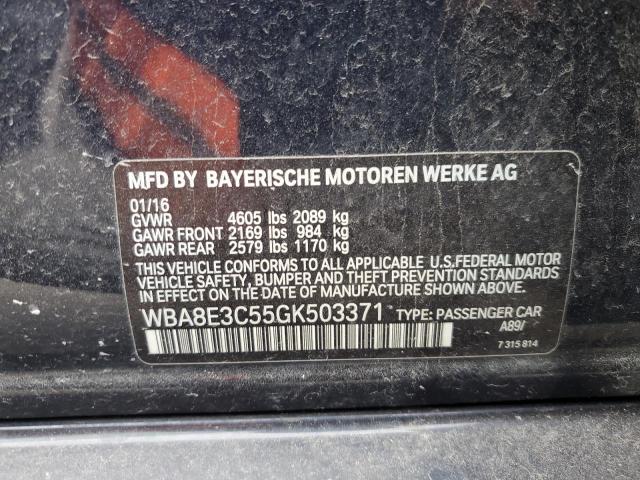 MFD BY BAYERISCHE MOTOREN WERKE AG
01/16
GVWR 4605 lbs 2089 kg
GAWR FRONT 2169 lbs 984 kg
GAWR REAR 2579 lbs 1170 kg
THIS VEHICLE CONFORMS TO ALL APPLICABLE U.S.FEDERAL MOTOR
VEHICLE SAFETY, BUMPER AND THEFT PREVENTION STANDARDS
IN EFFECT ON THE DATE OF MANUFACTURE SHOWN ABOVE.
WBA8E3C55GK503371 TYPE: PASSENGER CAR
A89/
7 315 814